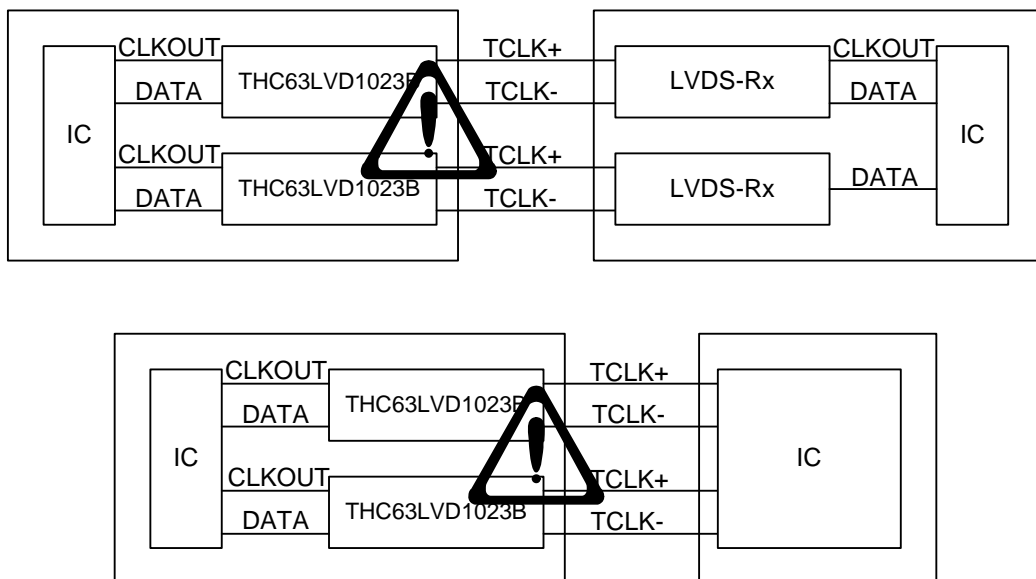 CLKOUT
TCLK+
CLKOUT
THC63LVD1023B
LVDS-Rx
DATA
TCLK-
DATA
IC
IC
CLKOUT
TCLK+
THC63LVD1023B
LVDS-Rx
DATA
DATA
TCLK-
CLKOUT
TCLK+
THC63LVD1023B
DATA
TCLK-
IC
IC
CLKOUT
TCLK+
THC63LVD1023B
DATA
TCLK-